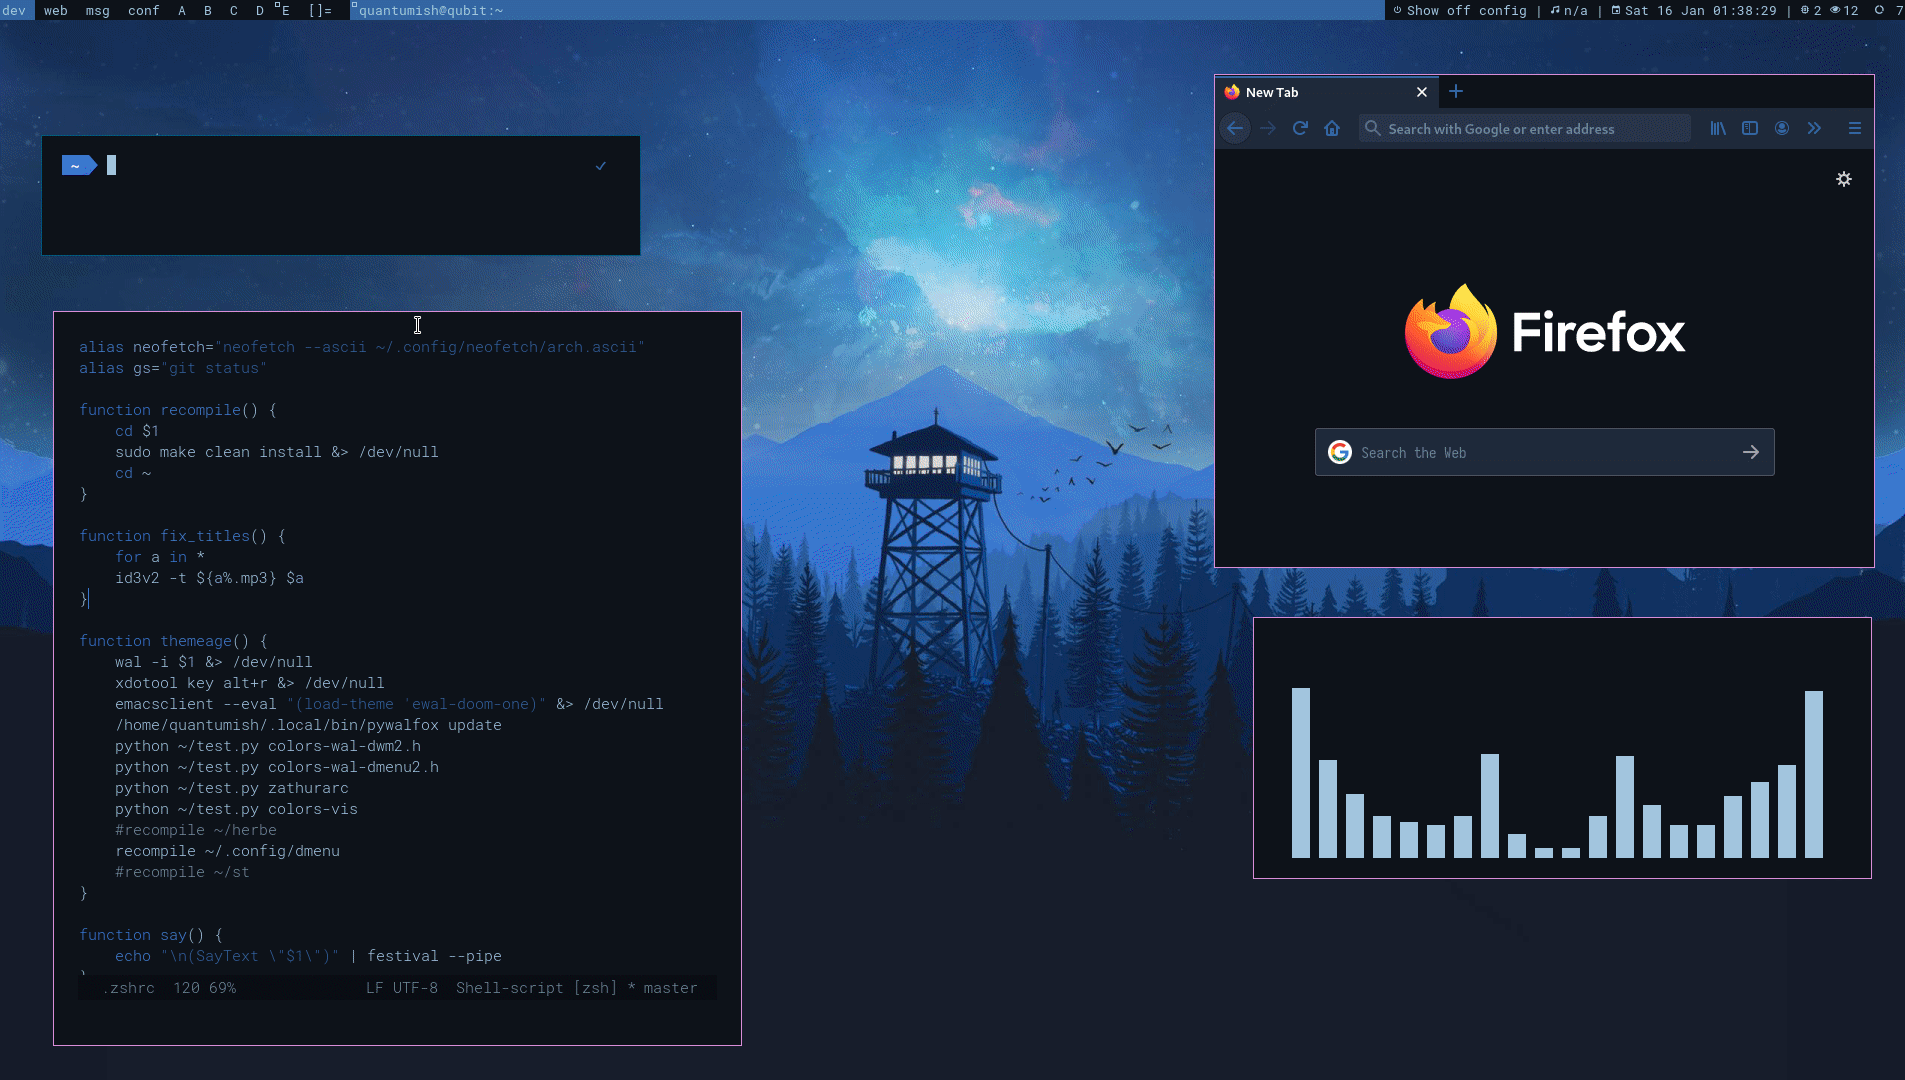 dev web msg conf A B C D E []= quantumish@qubit:~ Show off config | n/a | Sat 16 Jan 01:38:29 | 2 12 7
New Tab
Search with Google or enter address
~
Firefox
Search the Web
alias neofetch="neofetch --ascii ~/.config/neofetch/arch.ascii"
alias gs="git status"
function recompile() {
cd $1
sudo make clean install &> /dev/null
cd ~
}
function fix_titles() {
for a in *
id3v2 -t ${a%.mp3} $a
}
function themeage() {
wal -i $1 &> /dev/null
xdotool key alt+r &> /dev/null
emacsclient --eval "(load-theme 'ewal-doom-one)" &> /dev/null
/home/quantumish/.local/bin/pywalfox update
python ~/test.py colors-wal-dwm2.h
python ~/test.py colors-wal-dmenu2.h
python ~/test.py zathurarc
python ~/test.py colors-vis
#recompile ~/herbe
recompile ~/.config/dmenu
#recompile ~/st
}
function say() {
echo "\n(SayText \"$1\")" | festival --pipe
}
.zshrc 120 69% LF UTF-8 Shell-script [zsh] * master